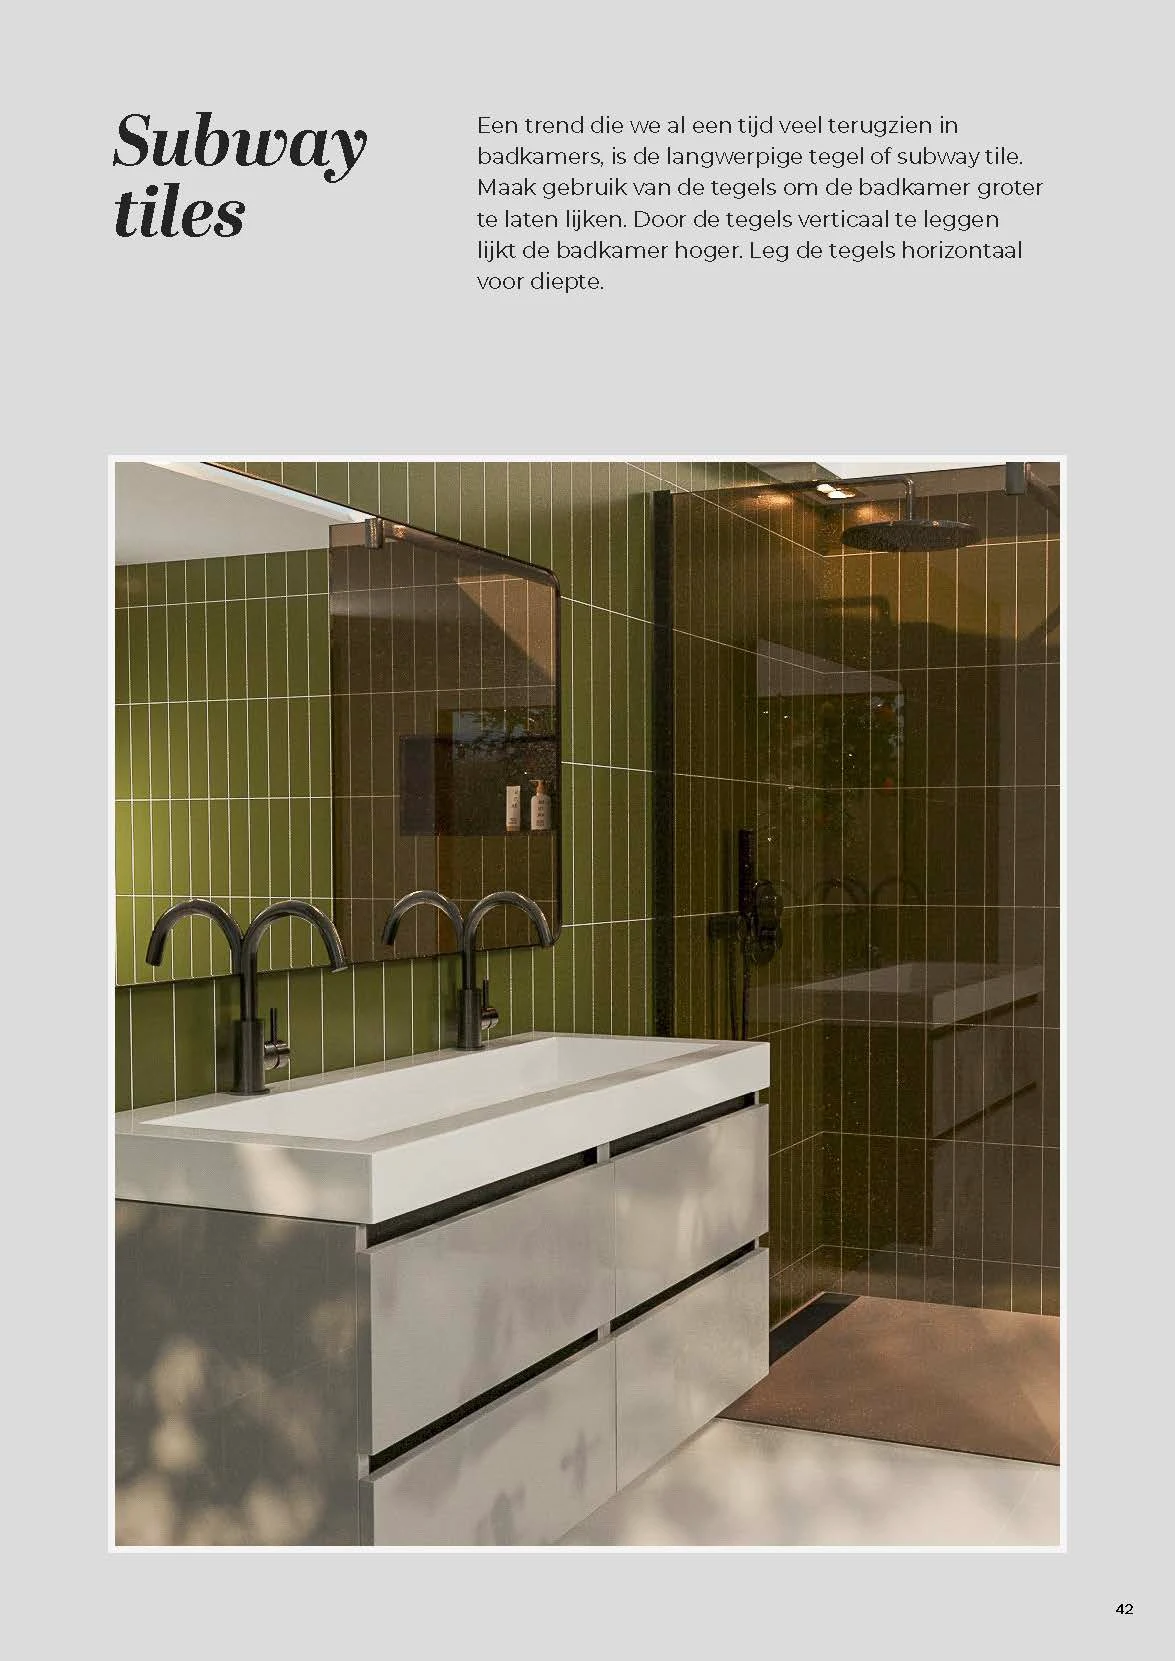 Subway
tiles
Een trend die we al een tijd veel terugzien in
badkamers, is de langwerpige tegel of subway tile.
Maak gebruik van de tegels om de badkamer groter
te laten lijken. Door de tegels verticaal te leggen
lijkt de badkamer hoger. Leg de tegels horizontaal
voor diepte.
42